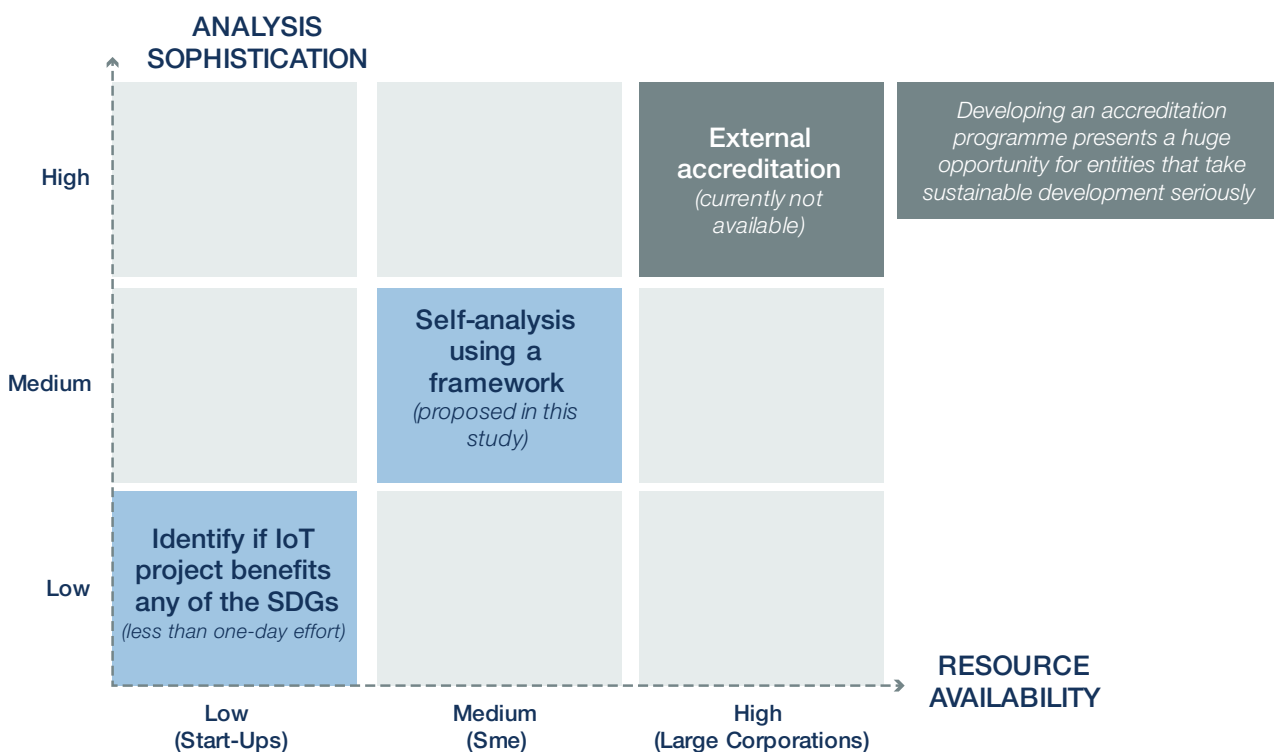 ANALYSIS
SOPHISTICATION
High
External
accreditation
(currently not
available)
Developing an accreditation
programme presents a huge
opportunity for entities that take
sustainable development seriously
Medium
Self-analysis
using a
framework
(proposed in this
study)
Low
Identify if IoT
project benefits
any of the SDGs
(less than one-day effort)
RESOURCE
AVAILABILITY
Low
(Start-Ups)
Medium
(Sme)
High
(Large Corporations)